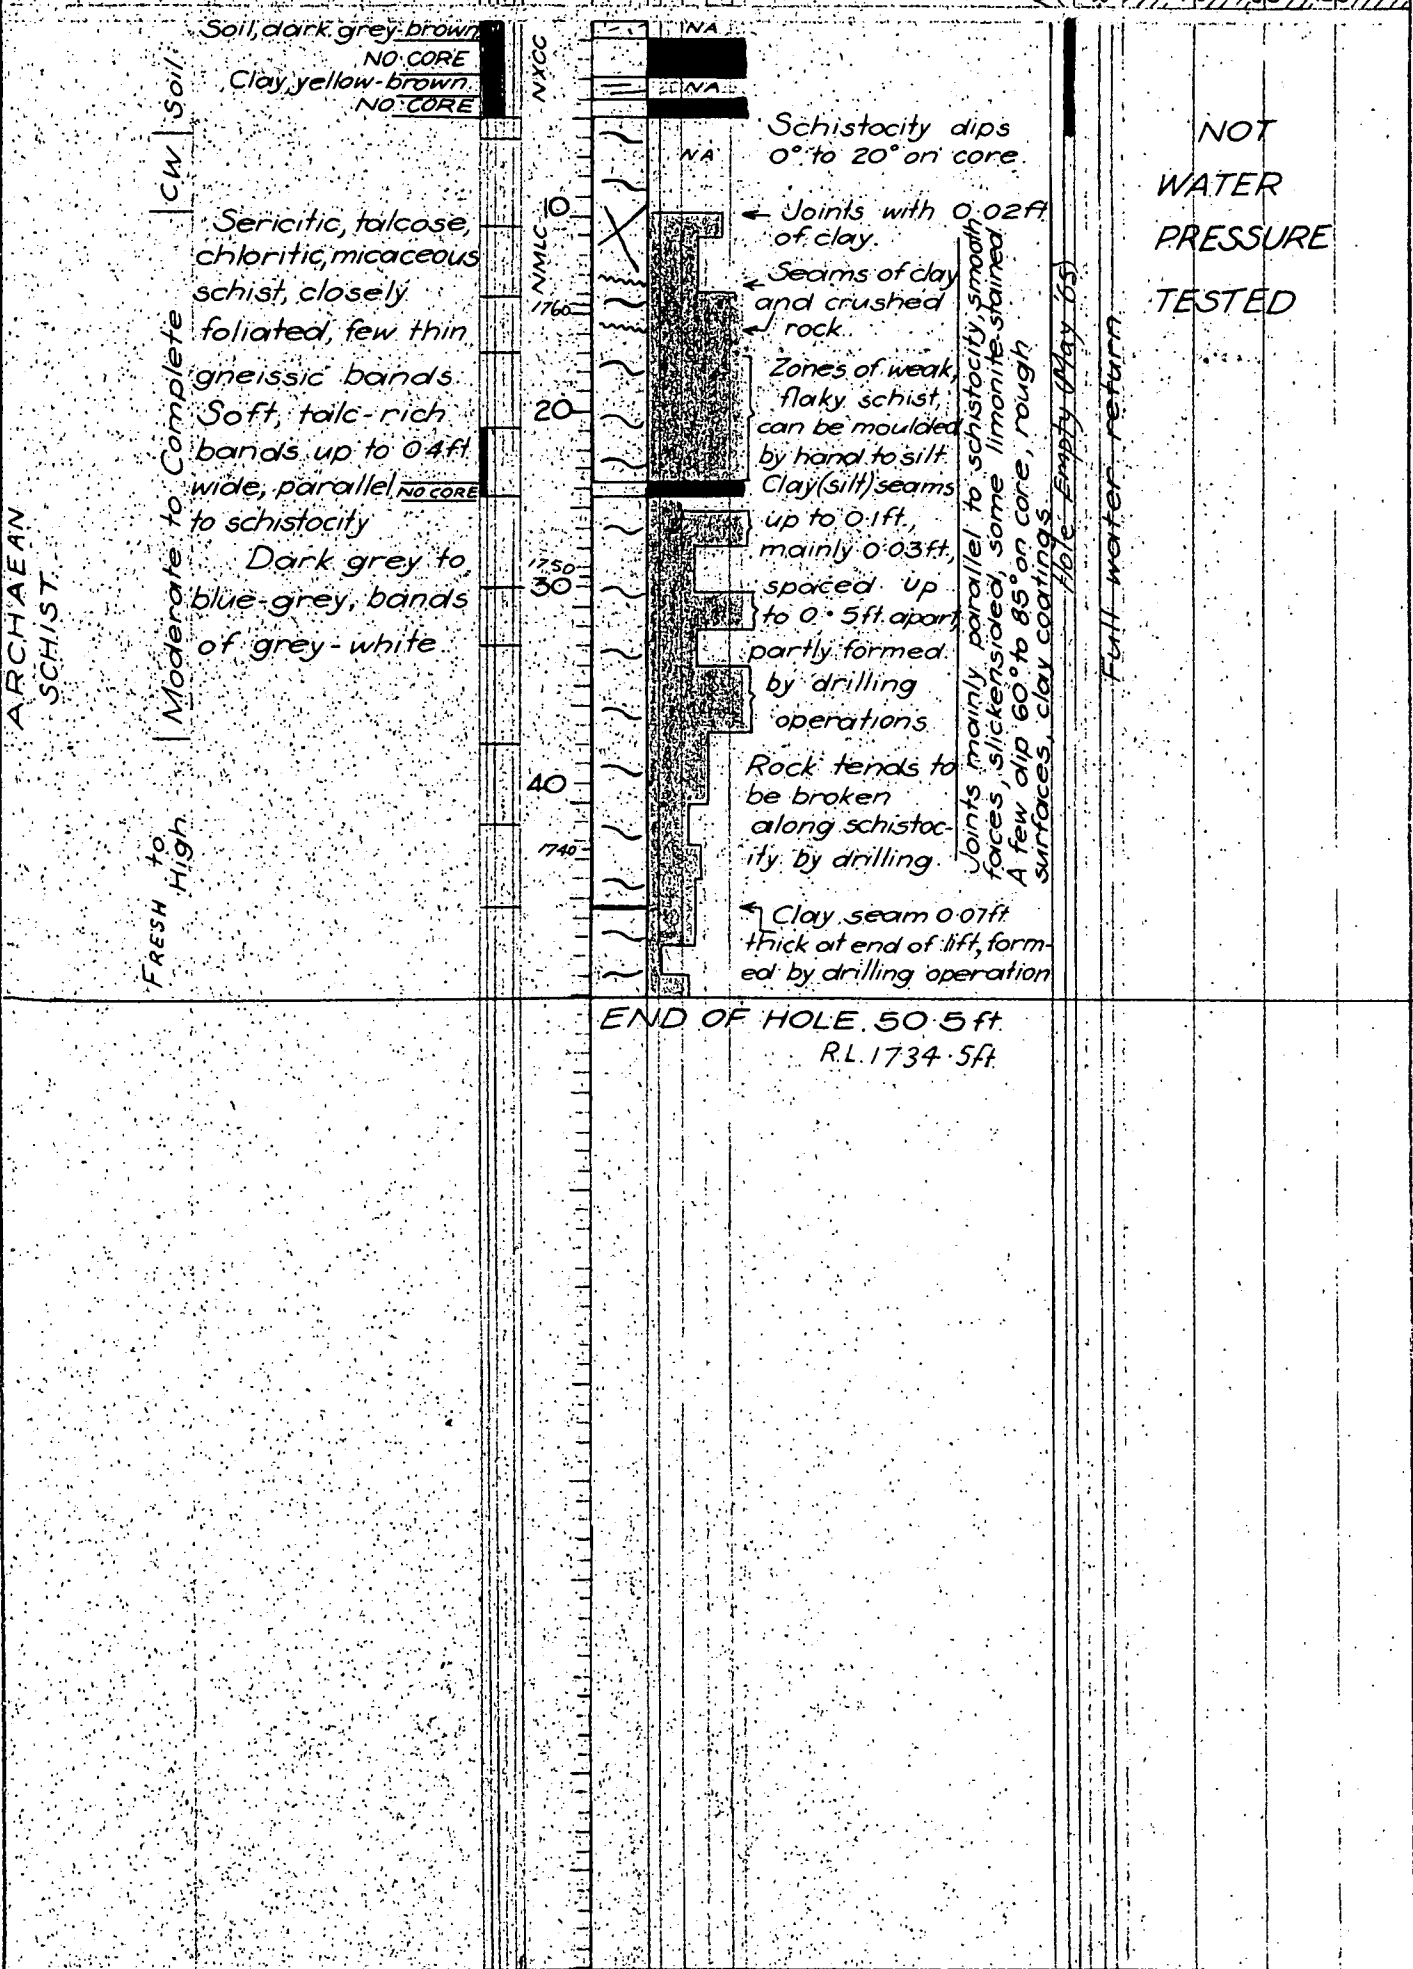 Soil, dark grey-brown
NO CORE
Clay, yellow-brown
NO CORE
Soil
CW
Moderate to Complete
FRESH to
High
ARCHAEAN
SCHIST
Sericitic, talcose,
chloritic, micaceous
schist, closely
foliated, few thin
gneissic bands.
Soft, talc-rich
bands up to 0.4ft
wide, parallel
NO CORE
to schistocity
Dark grey to
blue-grey, bands
of grey-white
NXCC
NMLC
10
1760
20
1750
30
40
1740
NA
NA
NA
Schistocity dips
0° to 20° on core.
Joints with 0.02ft
of clay.
Seams of clay
and crushed
rock.
Zones of weak,
flaky schist,
can be moulded
by hand to silt
Clay (silt) seams
up to 0.1ft.,
mainly 0.03ft,
spaced up
to 0.5ft. apart,
partly formed
by drilling
operations
Rock tends to
be broken
along schistoc-
ity by drilling.
Clay seam 0.07ft
thick at end of lift, form-
ed by drilling operation
Joints mainly parallel to schistocity, smooth
faces, slickensided, some limonite-stained
A few dip 60° to 85° on core, rough
surfaces, clay coatings
Hole Empty (May '65)
Full water return
NOT
WATER
PRESSURE
TESTED
END OF HOLE. 50.5 ft.
R.L. 1734.5ft